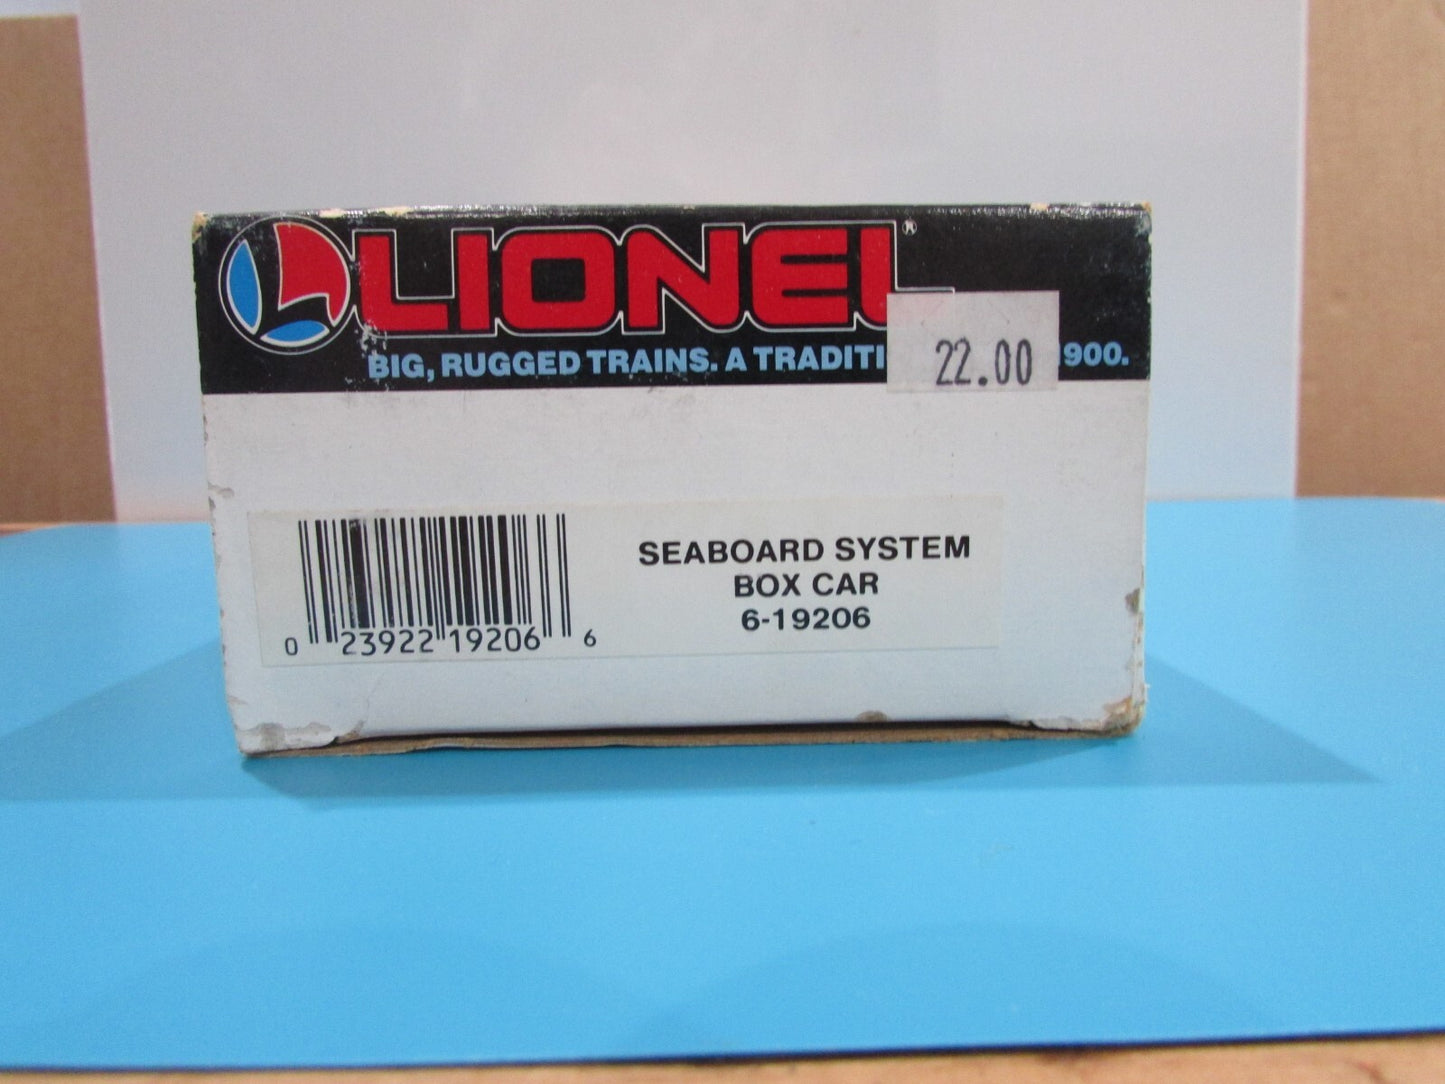 LIONEL®
BIG, RUGGED TRAINS. A TRADITI 900.
22.00
SEABOARD SYSTEM
BOX CAR
6-19206
0 23922 19206 6